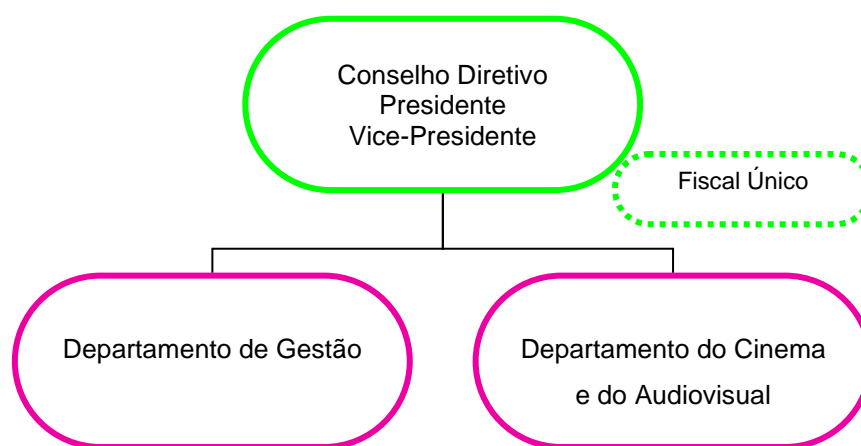 Conselho Diretivo
Presidente
Vice-Presidente
Fiscal Único
Departamento de Gestão
Departamento do Cinema
e do Audiovisual